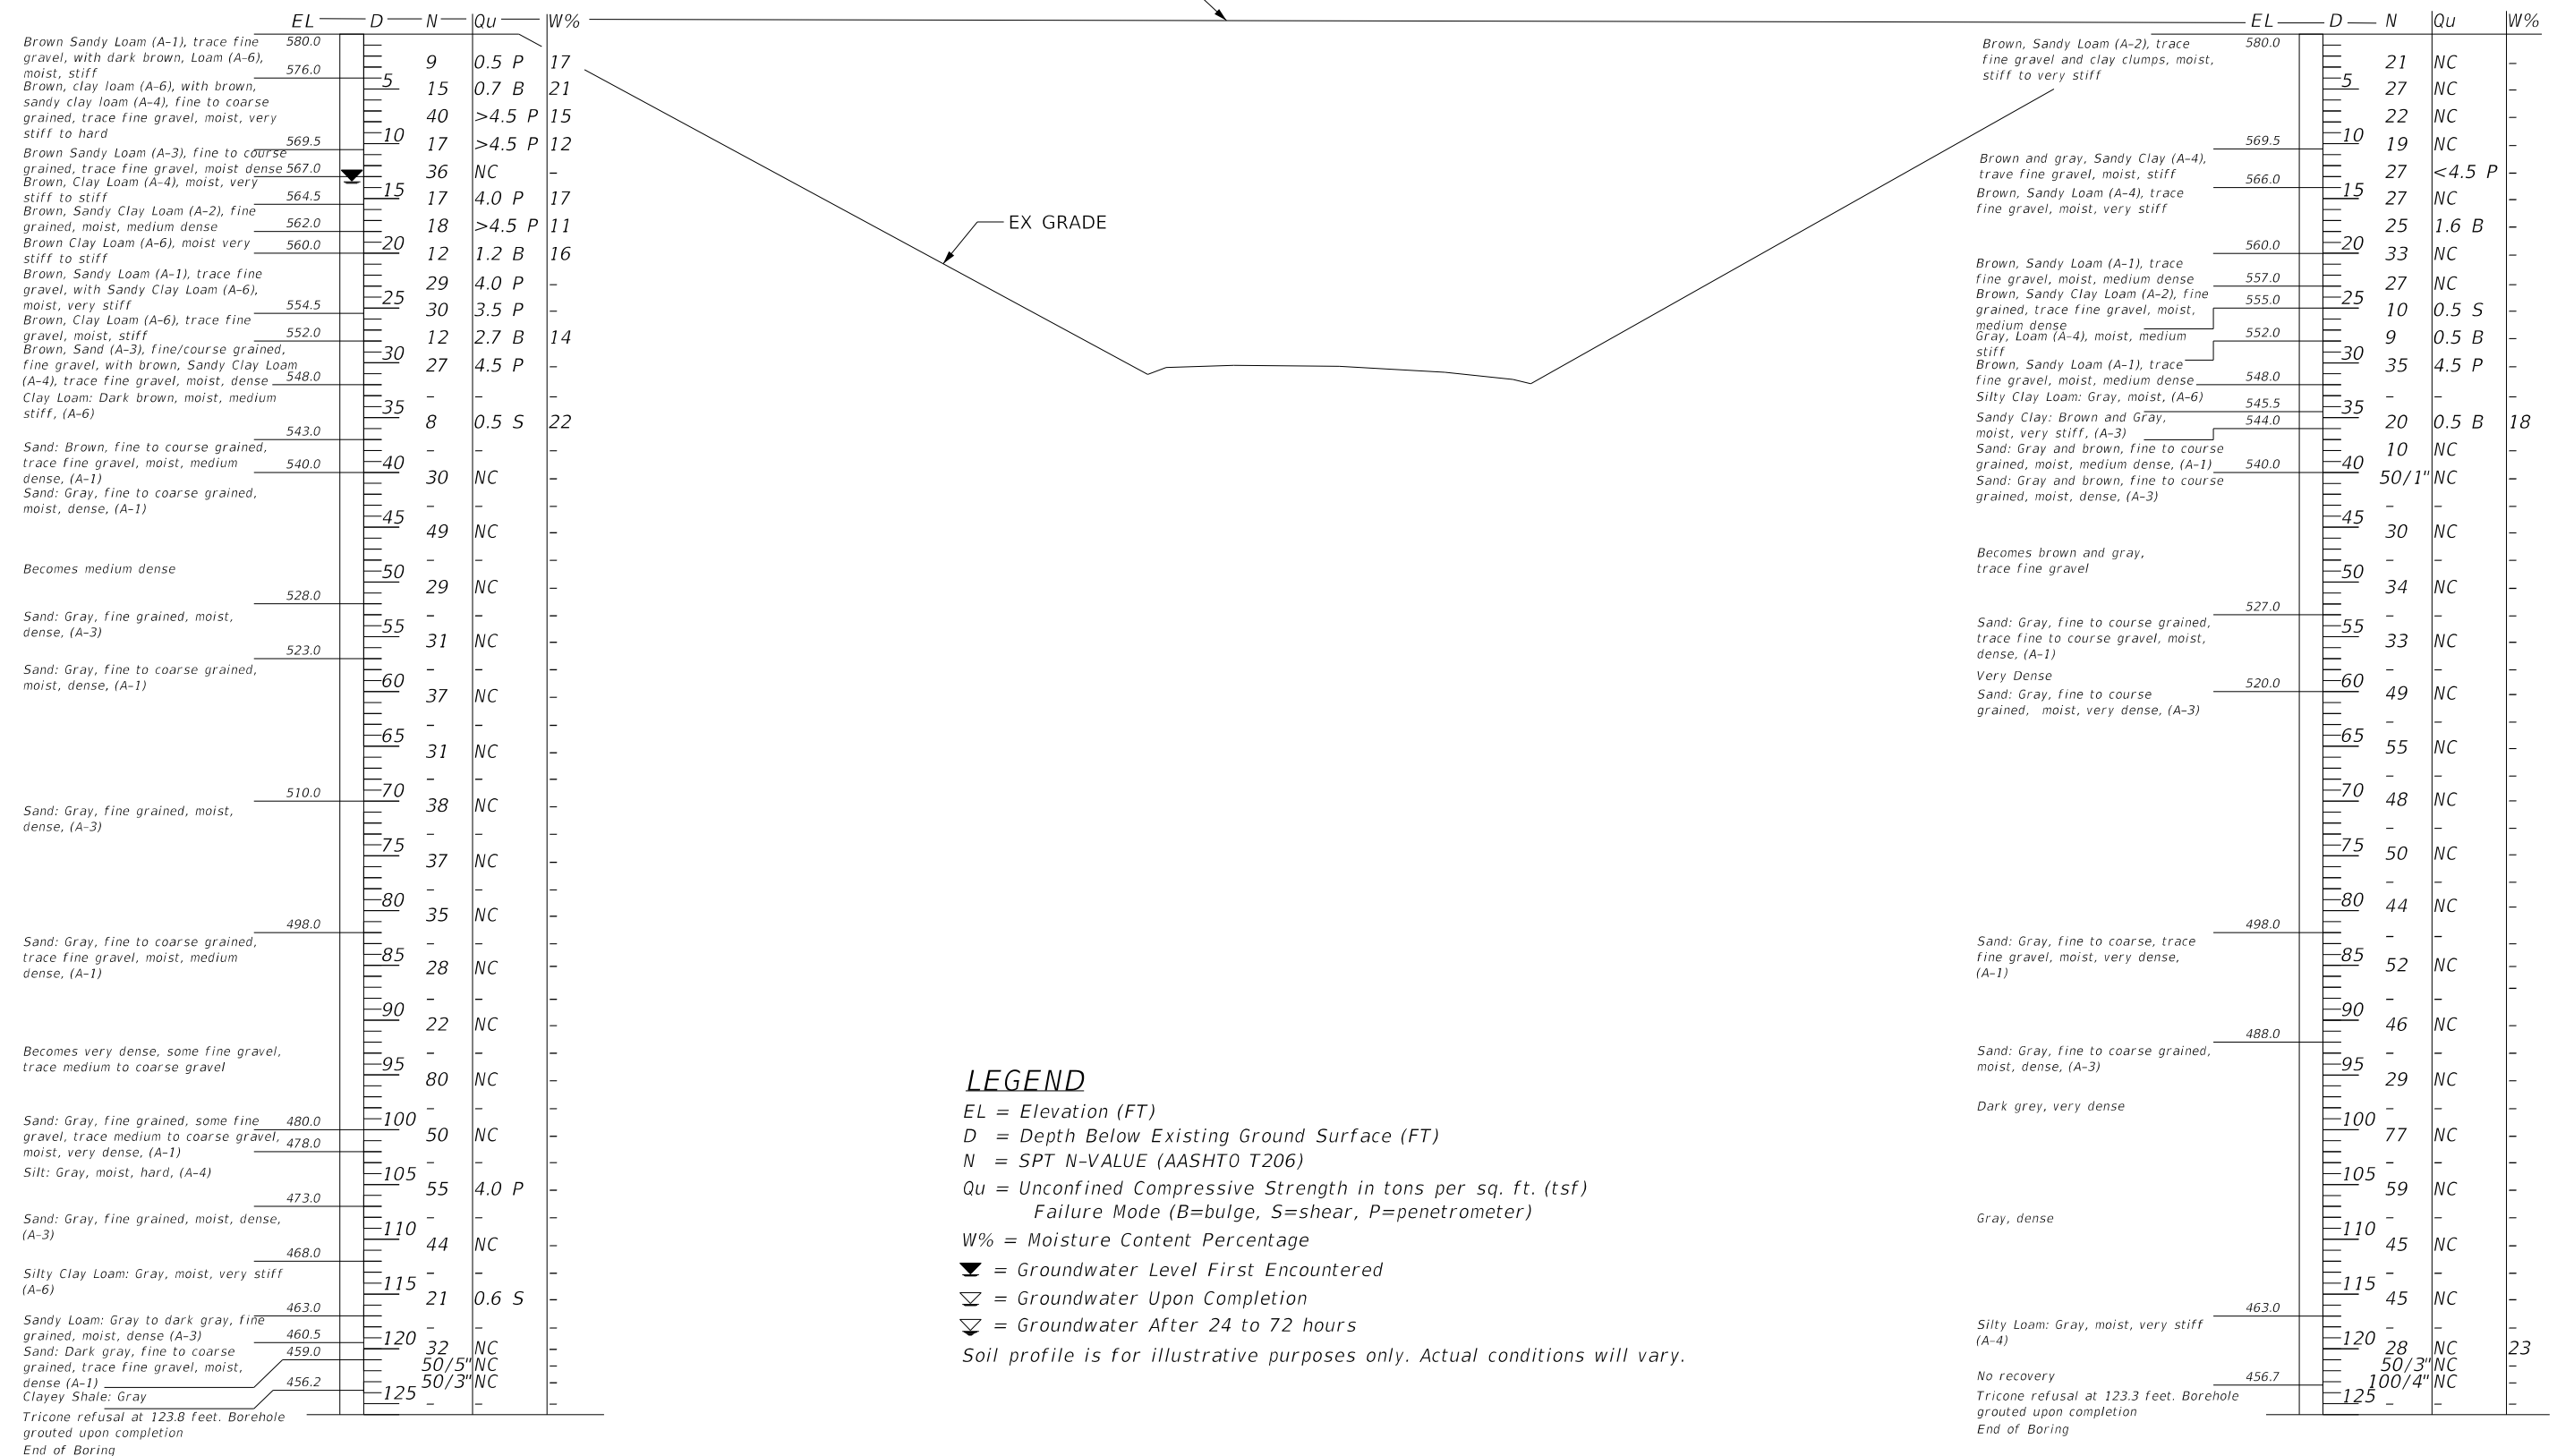 EL D N Qu W%
Brown Sandy Loam (A-1), trace fine
gravel, with dark brown, Loam (A-6),
moist, stiff
580.0
576.0
Brown, clay loam (A-6), with brown,
sandy clay loam (A-4), fine to coarse
grained, trace fine gravel, moist, very
stiff to hard
569.5
Brown Sandy Loam (A-3), fine to course
grained, trace fine gravel, moist dense
567.0
Brown, Clay Loam (A-4), moist, very
stiff to stiff
564.5
Brown, Sandy Clay Loam (A-2), fine
grained, moist, medium dense
562.0
Brown Clay Loam (A-6), moist very
stiff to stiff
560.0
Brown, Sandy Loam (A-1), trace fine
gravel, with Sandy Clay Loam (A-6),
moist, very stiff
554.5
Brown, Clay Loam (A-6), trace fine
gravel, moist, stiff
552.0
Brown, Sand (A-3), fine/course grained,
fine gravel, with brown, Sandy Clay Loam
(A-4), trace fine gravel, moist, dense
548.0
Clay Loam: Dark brown, moist, medium
stiff, (A-6)
543.0
Sand: Brown, fine to course grained,
trace fine gravel, moist, medium
dense, (A-1)
540.0
Sand: Gray, fine to coarse grained,
moist, dense, (A-1)
Becomes medium dense
528.0
Sand: Gray, fine grained, moist,
dense, (A-3)
523.0
Sand: Gray, fine to coarse grained,
moist, dense, (A-1)
510.0
Sand: Gray, fine grained, moist,
dense, (A-3)
498.0
Sand: Gray, fine to coarse grained,
trace fine gravel, moist, medium
dense, (A-1)
Becomes very dense, some fine gravel,
trace medium to coarse gravel
Sand: Gray, fine grained, some fine
gravel, trace medium to coarse gravel,
moist, very dense, (A-1)
480.0
478.0
Silt: Gray, moist, hard, (A-4)
473.0
Sand: Gray, fine grained, moist, dense,
(A-3)
468.0
Silty Clay Loam: Gray, moist, very stiff
(A-6)
463.0
Sandy Loam: Gray to dark gray, fine
grained, moist, dense (A-3)
460.5
Sand: Dark gray, fine to coarse
grained, trace fine gravel, moist,
dense (A-1)
459.0
Clayey Shale: Gray
456.2
Tricone refusal at 123.8 feet. Borehole
grouted upon completion
End of Boring
5
10
15
20
25
30
35
40
45
50
55
60
65
70
75
80
85
90
95
100
105
110
115
120
125
9 0.5 P 17
15 0.7 B 21
40 >4.5 P 15
17 >4.5 P 12
36 NC -
17 4.0 P 17
18 >4.5 P 11
12 1.2 B 16
29 4.0 P -
30 3.5 P -
12 2.7 B 14
27 4.5 P -
- - -
8 0.5 S 22
- - -
30 NC -
- - -
49 NC -
- - -
29 NC -
- - -
31 NC -
- - -
37 NC -
- - -
31 NC -
- - -
38 NC -
- - -
37 NC -
- - -
35 NC -
- - -
28 NC -
- - -
22 NC -
- - -
80 NC -
- - -
50 NC -
- - -
55 4.0 P -
- - -
44 NC -
- - -
21 0.6 S -
- - -
32 NC -
50/5" NC -
50/3" NC -
- - -
EX GRADE
LEGEND
EL = Elevation (FT)
D = Depth Below Existing Ground Surface (FT)
N = SPT N-VALUE (AASHTO T206)
Qu = Unconfined Compressive Strength in tons per sq. ft. (tsf)
Failure Mode (B=bulge, S=shear, P=penetrometer)
W% = Moisture Content Percentage
= Groundwater Level First Encountered
= Groundwater Upon Completion
= Groundwater After 24 to 72 hours
Soil profile is for illustrative purposes only. Actual conditions will vary.
EL D N Qu W%
Brown, Sandy Loam (A-2), trace
fine gravel and clay clumps, moist,
stiff to very stiff
580.0
569.5
Brown and gray, Sandy Clay (A-4),
trave fine gravel, moist, stiff
566.0
Brown, Sandy Loam (A-4), trace
fine gravel, moist, very stiff
560.0
Brown, Sandy Loam (A-1), trace
fine gravel, moist, medium dense
557.0
Brown, Sandy Clay Loam (A-2), fine
grained, trace fine gravel, moist,
medium dense
555.0
Gray, Loam (A-4), moist, medium
stiff
552.0
Brown, Sandy Loam (A-1), trace
fine gravel, moist, medium dense
548.0
Silty Clay Loam: Gray, moist, (A-6)
545.5
Sandy Clay: Brown and Gray,
moist, very stiff, (A-3)
544.0
Sand: Gray and brown, fine to course
grained, moist, medium dense, (A-1)
540.0
Sand: Gray and brown, fine to course
grained, moist, dense, (A-3)
Becomes brown and gray,
trace fine gravel
527.0
Sand: Gray, fine to course grained,
trace fine to course gravel, moist,
dense, (A-1)
Very Dense
520.0
Sand: Gray, fine to course
grained, moist, very dense, (A-3)
498.0
Sand: Gray, fine to coarse, trace
fine gravel, moist, very dense,
(A-1)
488.0
Sand: Gray, fine to coarse grained,
moist, dense, (A-3)
Dark grey, very dense
Gray, dense
463.0
Silty Loam: Gray, moist, very stiff
(A-4)
No recovery
456.7
Tricone refusal at 123.3 feet. Borehole
grouted upon completion
End of Boring
5
10
15
20
25
30
35
40
45
50
55
60
65
70
75
80
85
90
95
100
105
110
115
120
125
21 NC -
27 NC -
22 NC -
19 NC -
27 <4.5 P -
27 NC -
25 1.6 B -
33 NC -
27 NC -
10 0.5 S -
9 0.5 B -
35 4.5 P -
- - -
20 0.5 B 18
10 NC -
50/1" NC -
- - -
30 NC -
- - -
34 NC -
- - -
33 NC -
- - -
49 NC -
- - -
55 NC -
- - -
48 NC -
- - -
50 NC -
- - -
44 NC -
- - -
52 NC -
- - -
46 NC -
- - -
29 NC -
- - -
77 NC -
- - -
59 NC -
- - -
45 NC -
- - -
45 NC -
- - -
28 NC 23
50/3" NC -
100/4" NC -
- - -